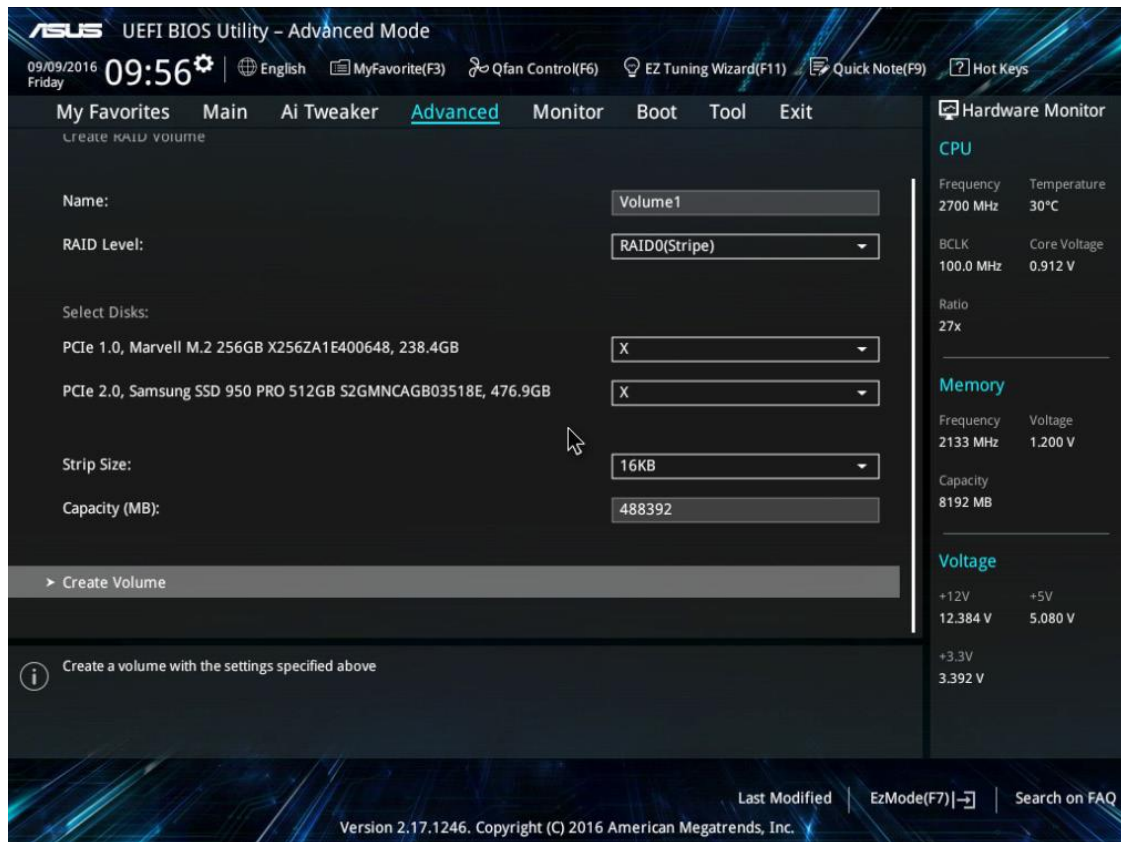 ASUS UEFI BIOS Utility – Advanced Mode
09/09/2016
Friday
09:56
English
MyFavorite(F3)
Qfan Control(F6)
EZ Tuning Wizard(F11)
Quick Note(F9)
? Hot Keys
My Favorites Main Ai Tweaker Advanced Monitor Boot Tool Exit
Create RAID Volume
Name: Volume1
RAID Level: RAID0(Stripe)
Select Disks:
PCIe 1.0, Marvell M.2 256GB X256ZA1E400648, 238.4GB X
PCIe 2.0, Samsung SSD 950 PRO 512GB S2GMNCAGB03518E, 476.9GB X
Strip Size: 16KB
Capacity (MB): 488392
Create Volume
Create a volume with the settings specified above
Hardware Monitor
CPU
Frequency Temperature
2700 MHz 30°C
BCLK Core Voltage
100.0 MHz 0.912 V
Ratio
27x
Memory
Frequency Voltage
2133 MHz 1.200 V
Capacity
8192 MB
Voltage
+12V +5V
12.384 V 5.080 V
+3.3V
3.392 V
Last Modified
EzMode(F7)
Search on FAQ
Version 2.17.1246. Copyright (C) 2016 American Megatrends, Inc.